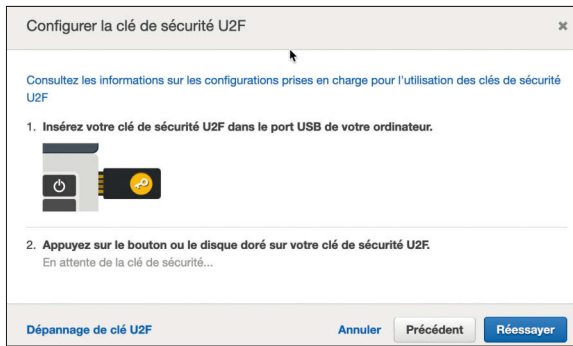 Configurer la clé de sécurité U2F
Consultez les informations sur les configurations prises en charge pour l'utilisation des clés de sécurité
U2F
1. Insérez votre clé de sécurité U2F dans le port USB de votre ordinateur.
2. Appuyez sur le bouton ou le disque doré sur votre clé de sécurité U2F.
En attente de la clé de sécurité...
Dépannage de clé U2F Annuler Précédent Réessayer